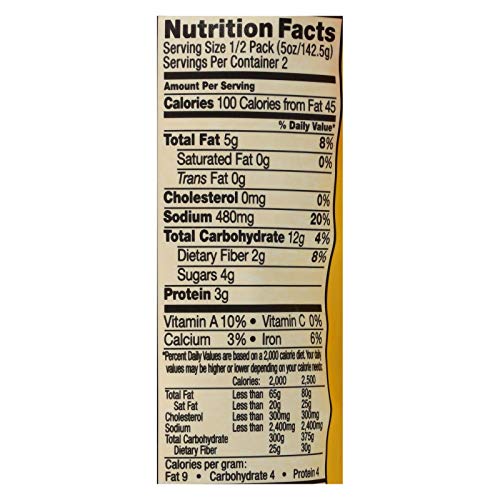 Nutrition Facts
Serving Size 1/2 Pack (5oz/142.5g)
Servings Per Container 2
Amount Per Serving
Calories 100 Calories from Fat 45
% Daily Value*
Total Fat 5g 8%
Saturated Fat 0g 0%
Trans Fat 0g
Cholesterol 0mg 0%
Sodium 480mg 20%
Total Carbohydrate 12g 4%
Dietary Fiber 2g 8%
Sugars 4g
Protein 3g
Vitamin A 10% • Vitamin C 0%
Calcium 3% • Iron 6%
*Percent Daily Values are based on a 2,000 calorie diet. Your daily
values may be higher or lower depending on your calorie needs:
Calories: 2,000 2,500
Total Fat Less than 65g 80g
Sat Fat Less than 20g 25g
Cholesterol Less than 300mg 300mg
Sodium Less than 2,400mg 2,400mg
Total Carbohydrate 300g 375g
Dietary Fiber 25g 30g
Calories per gram:
Fat 9 • Carbohydrate 4 • Protein 4